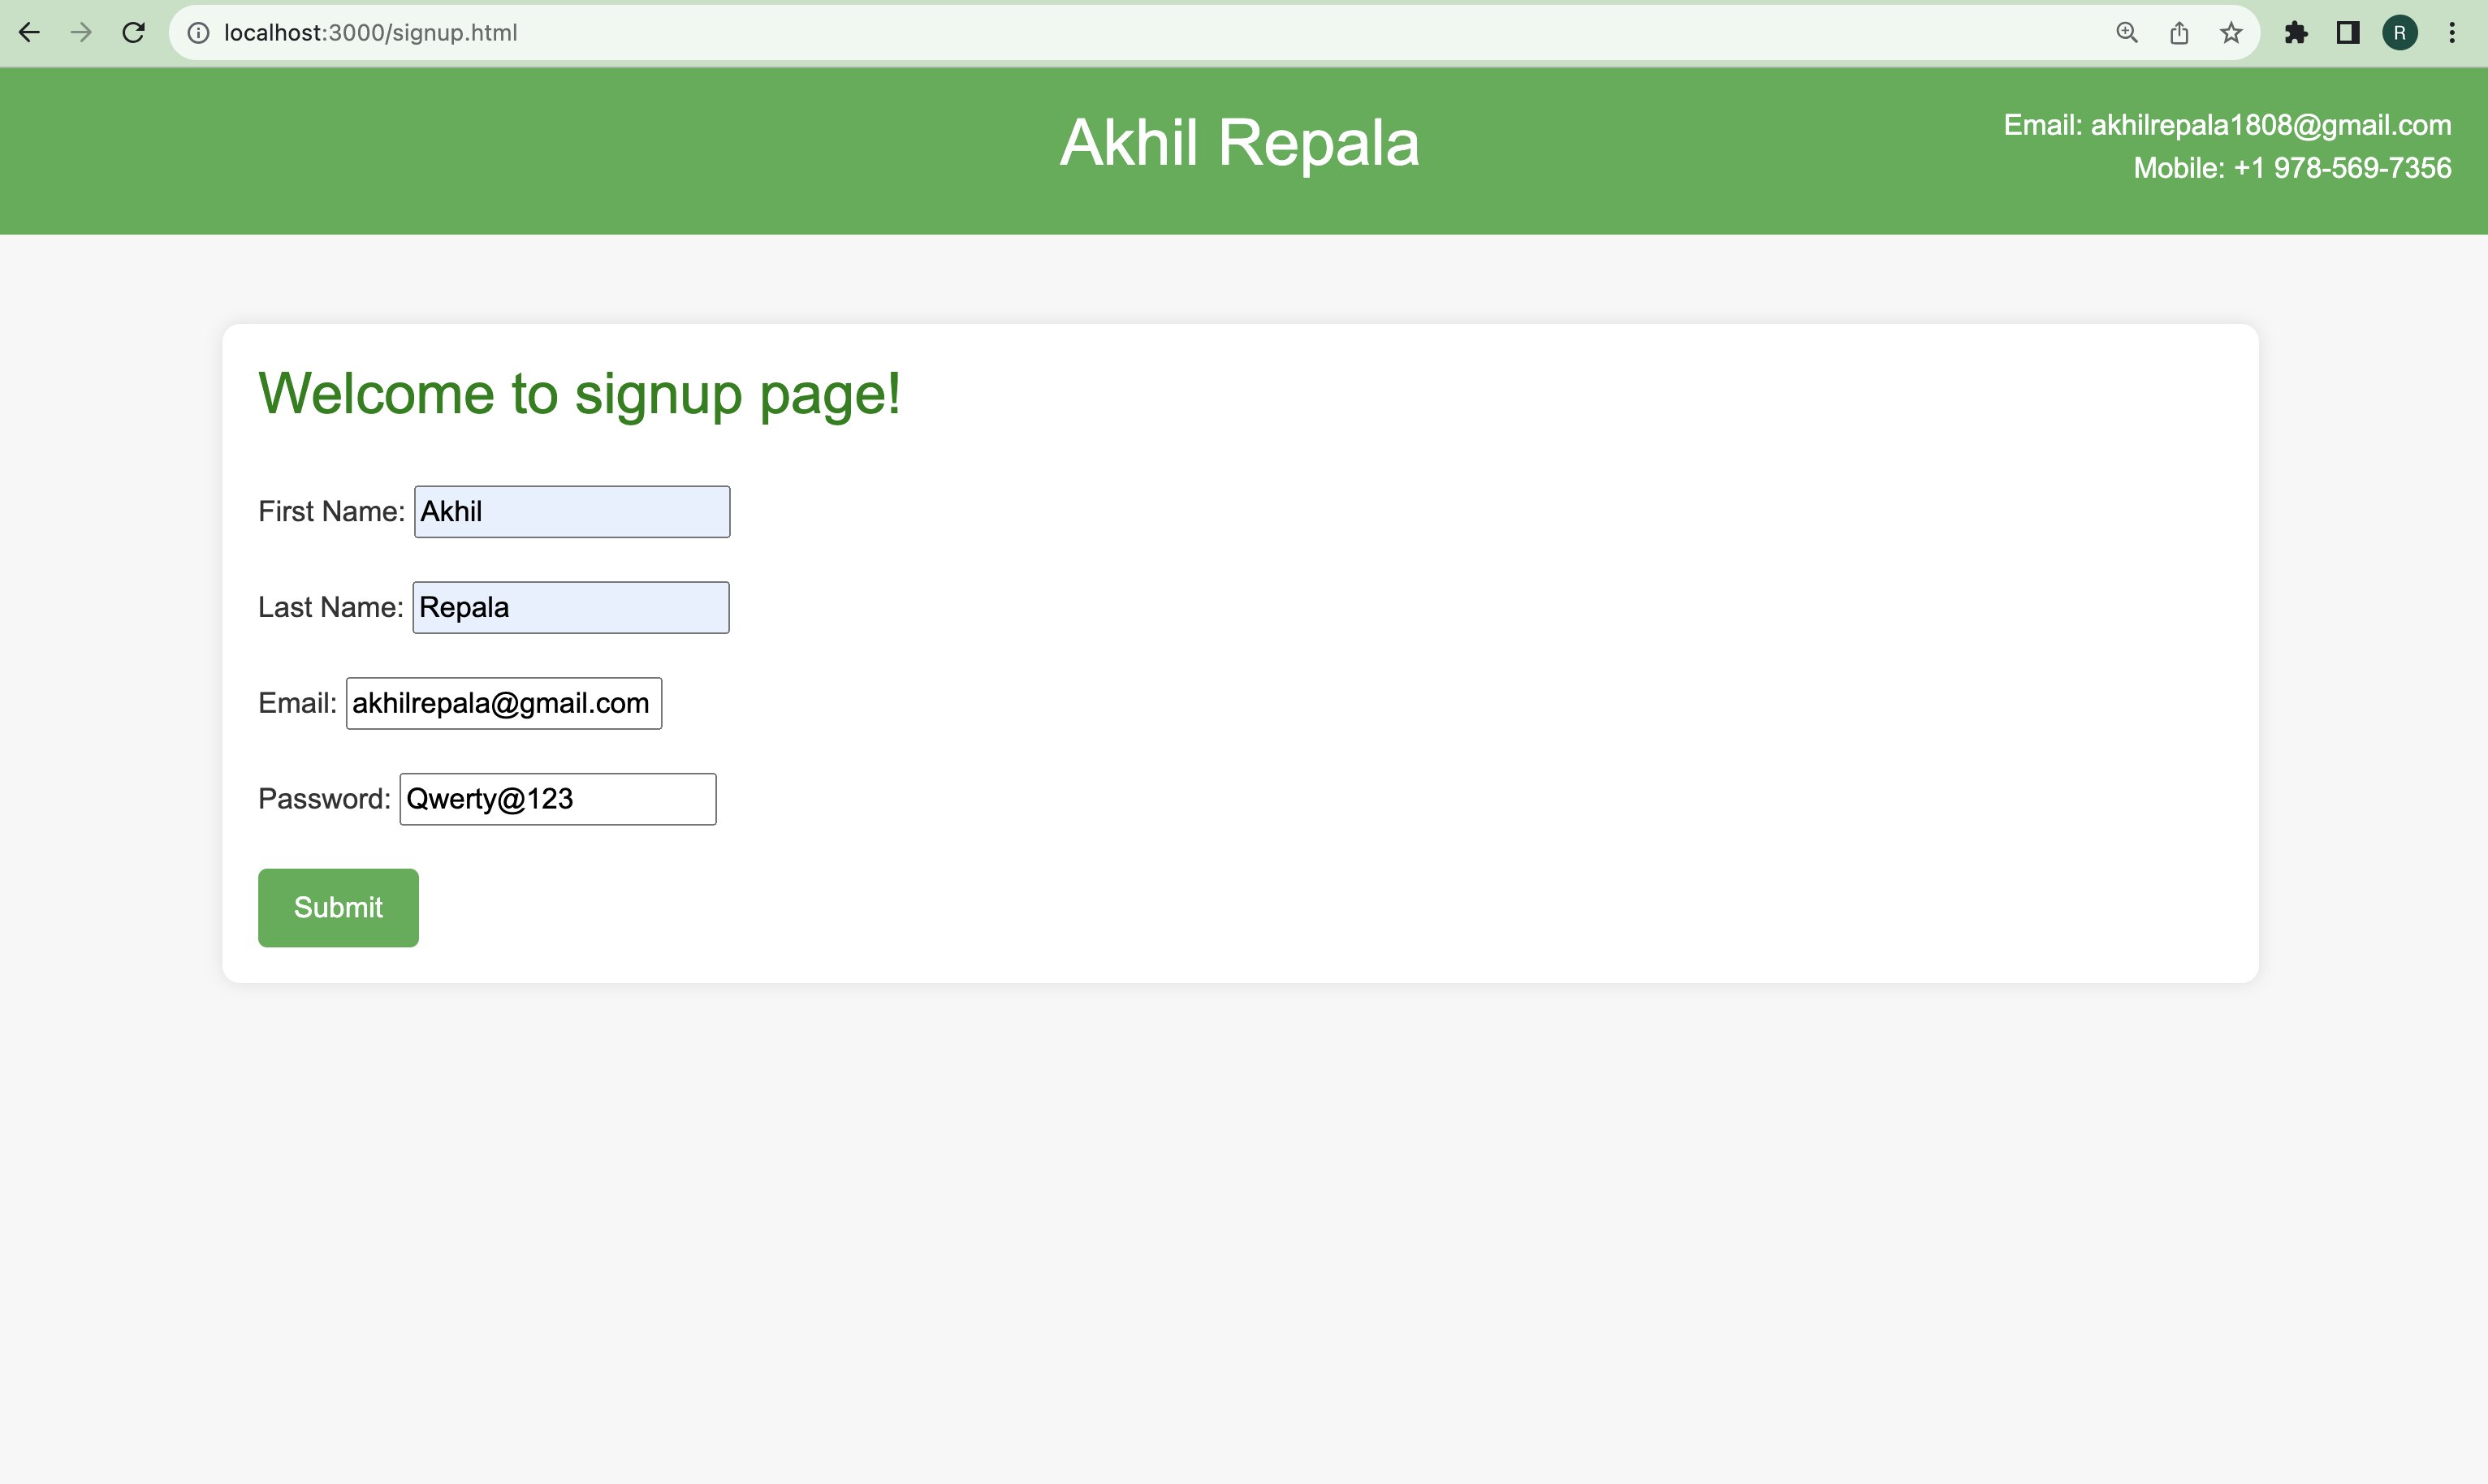 localhost:3000/signup.html
R
Akhil Repala
Email: akhilrepala1808@gmail.com
Mobile: +1 978-569-7356
Welcome to signup page!
First Name: Akhil
Last Name: Repala
Email: akhilrepala@gmail.com
Password: Qwerty@123
Submit